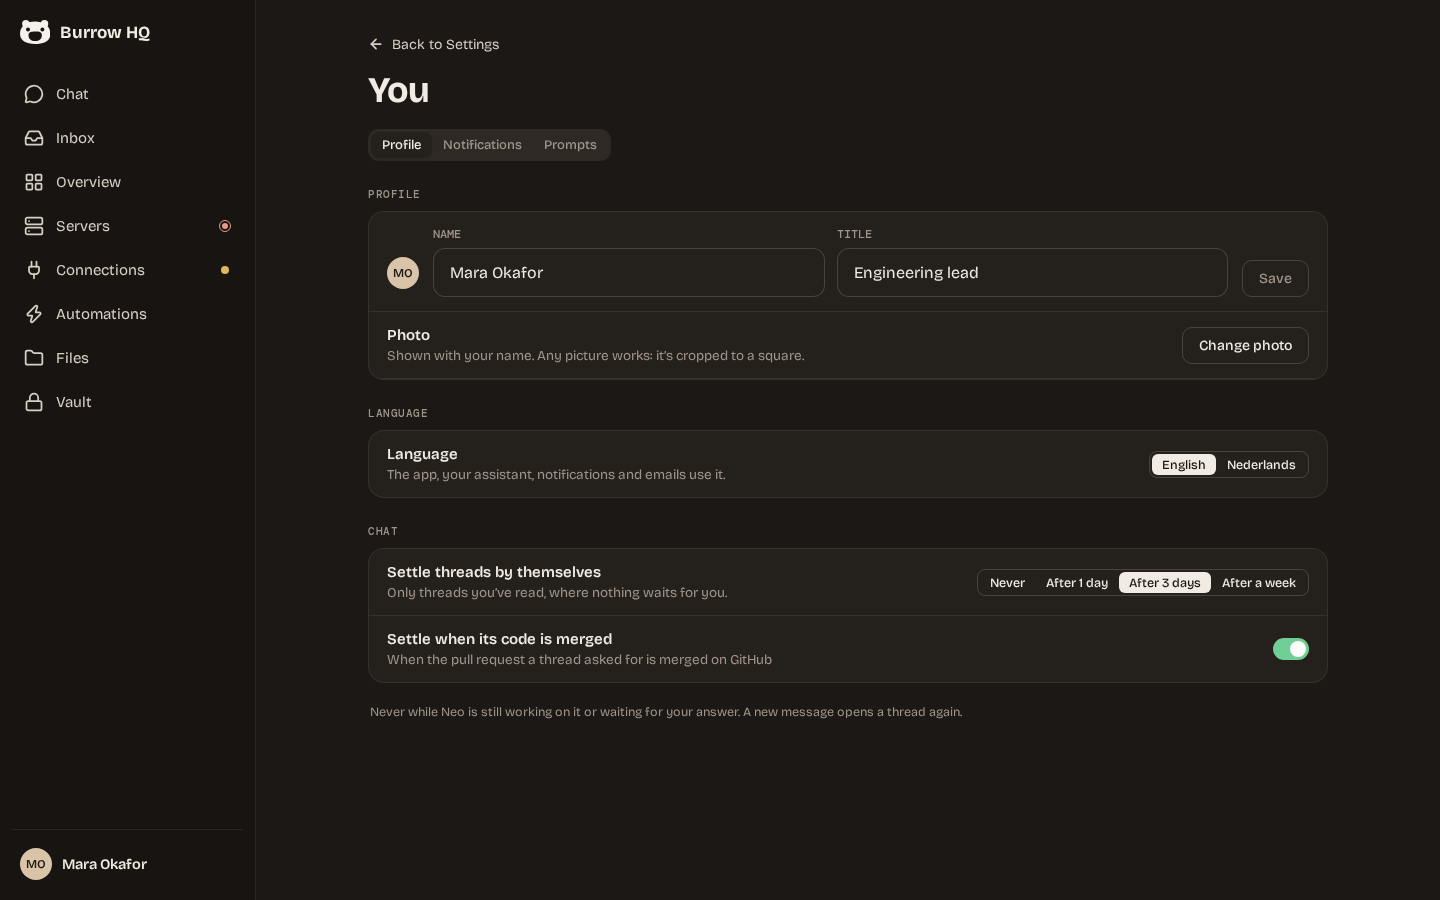 Burrow HQ
Chat
Inbox
Overview
Servers
Connections
Automations
Files
Vault
MO
Mara Okafor
Back to Settings
You
Profile
Notifications
Prompts
PROFILE
NAME
TITLE
MO
Mara Okafor
Engineering lead
Save
Photo
Shown with your name. Any picture works: it's cropped to a square.
Change photo
LANGUAGE
Language
The app, your assistant, notifications and emails use it.
English
Nederlands
CHAT
Settle threads by themselves
Only threads you've read, where nothing waits for you.
Never
After 1 day
After 3 days
After a week
Settle when its code is merged
When the pull request a thread asked for is merged on GitHub
Never while Neo is still working on it or waiting for your answer. A new message opens a thread again.